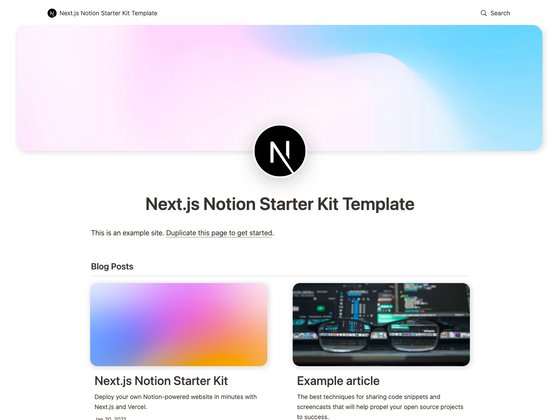 Next.js Notion Starter Kit Template
Search
Next.js Notion Starter Kit Template
This is an example site. Duplicate this page to get started.
Blog Posts
Next.js Notion Starter Kit
Deploy your own Notion-powered website in minutes with
Next.js and Vercel.
Example article
The best techniques for sharing code snippets and
screencasts that will help propel your open source projects
to success.